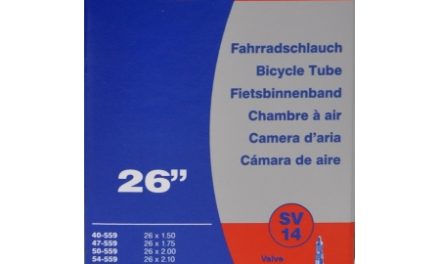 Fahrradschlauch
Bicycle Tube
Fietsbinnenband
Chambre à air
Camera d’aria
Cámara de aire
26”
SV
14
40-559 26 x 1.50
47-559 26 x 1.75
50-559 26 x 2.00
54-559 26 x 2.10
Valve